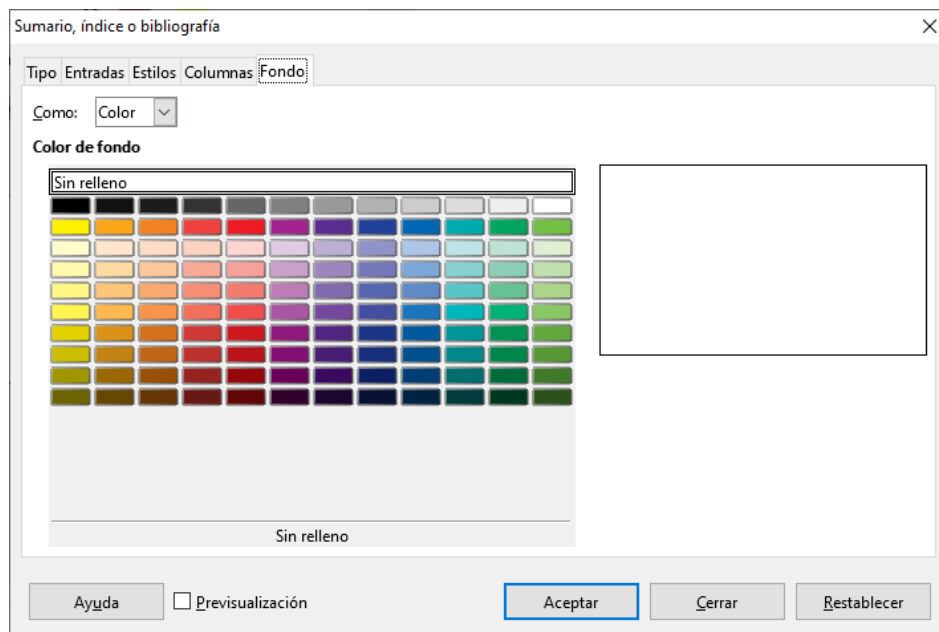 Sumario, índice o bibliografía
Tipo Entradas Estilos Columnas Fondo
Como: Color
Color de fondo
Sin relleno
Sin relleno
Ayuda Previsualización Aceptar Cerrar Restablecer